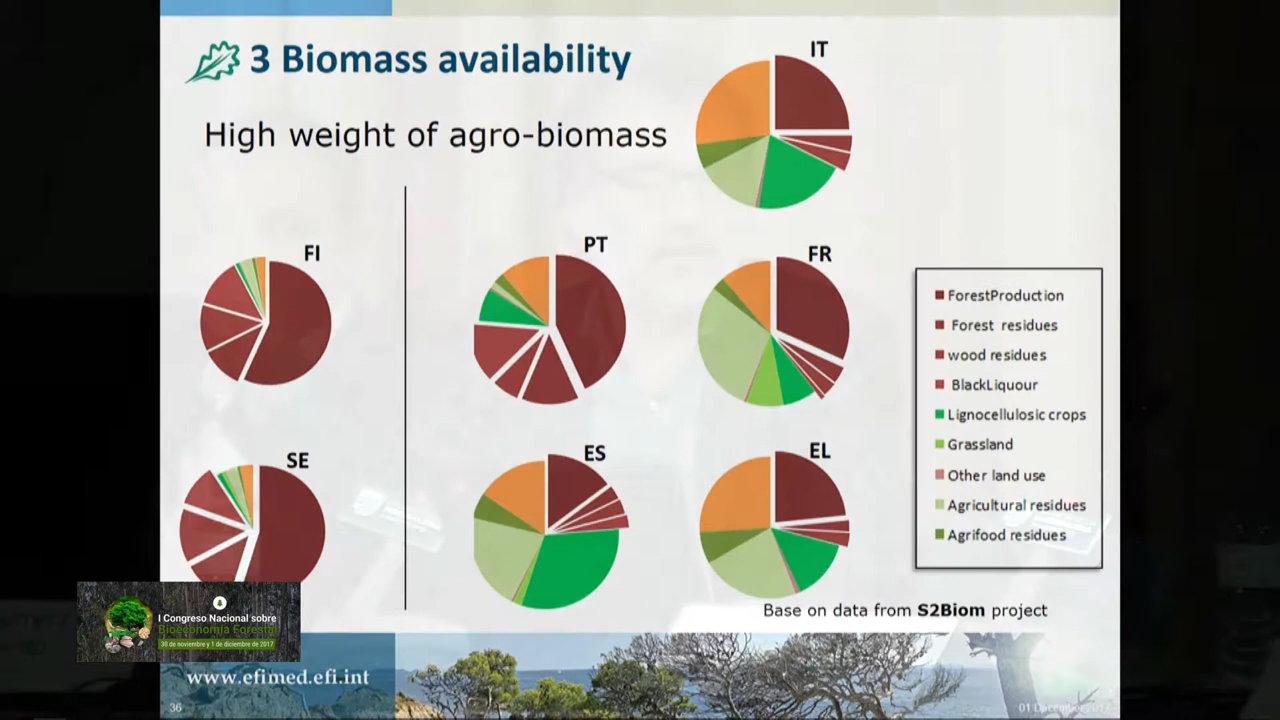 3 Biomass availability
High weight of agro-biomass
IT
FI
PT
FR
SE
ES
EL
ForestProduction
Forest residues
wood residues
BlackLiquour
Lignocellulosic crops
Grassland
Other land use
Agricultural residues
Agrifood residues
Base on data from S2Biom project
I Congreso Nacional sobre
Bioeconomía Forestal
30 de noviembre y 1 de diciembre de 2017
www.efimed.efi.int
36